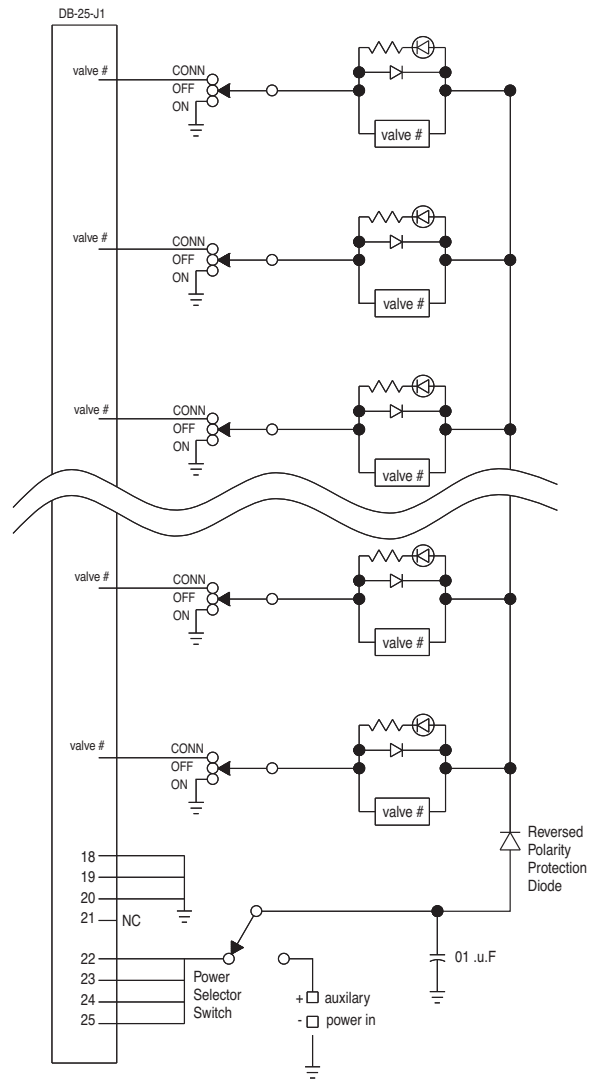 DB-25-J1
valve #
CONN
OFF
ON
valve #
valve #
CONN
OFF
ON
valve #
valve #
CONN
OFF
ON
valve #
valve #
CONN
OFF
ON
valve #
valve #
CONN
OFF
ON
valve #
Reversed
Polarity
Protection
Diode
18
19
20
21 NC
22
23
24
25
Power
Selector
Switch
01 .u.F
+ auxilary
- power in